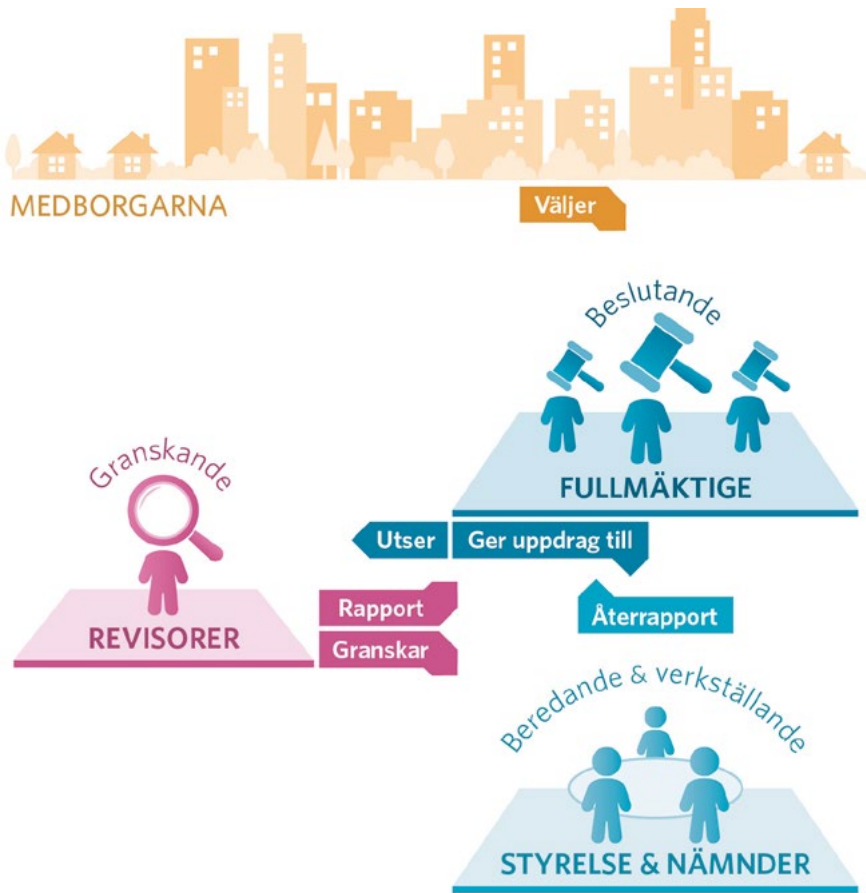 MEDBORGARNA
Väljer
Beslutande
FULLMÄKTIGE
Granskande
Utser
Ger uppdrag till
REVISORER
Rapport
Granskar
Återrapport
Beredande & verkställande
STYRELSE & NÄMNDER